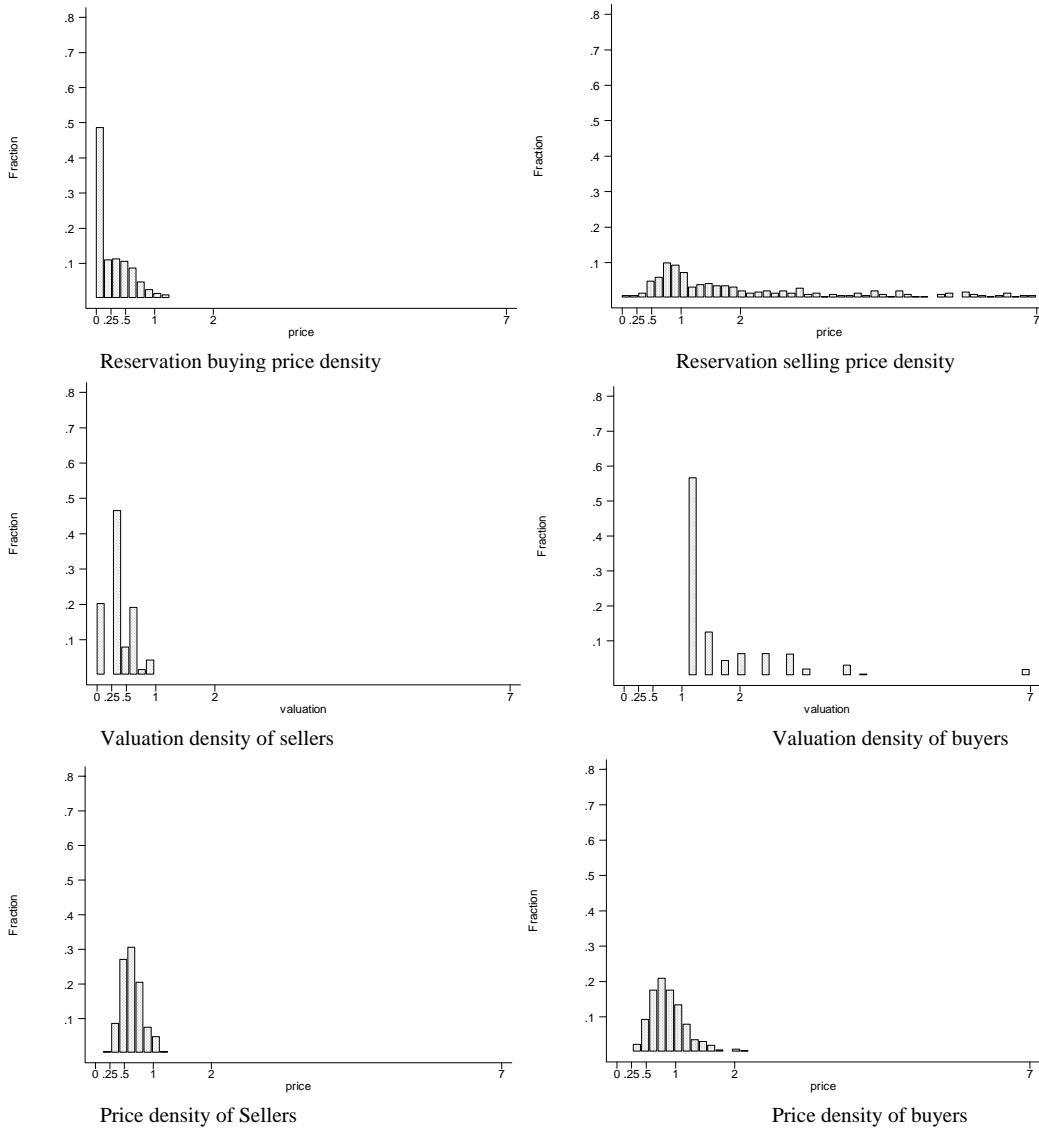 .8
.7
.6
.5
.4
.3
.2
.1
Fraction
0 .25.5 1 2 7
price
Reservation buying price density
.8
.7
.6
.5
.4
.3
.2
.1
Fraction
0 .25.5 1 2 7
price
Reservation selling price density
.8
.7
.6
.5
.4
.3
.2
.1
Fraction
0 .25.5 1 2 7
valuation
Valuation density of sellers
.8
.7
.6
.5
.4
.3
.2
.1
Fraction
0 .25.5 1 2 7
valuation
Valuation density of buyers
.8
.7
.6
.5
.4
.3
.2
.1
Fraction
0 .25.5 1 2 7
price
Price density of Sellers
.8
.7
.6
.5
.4
.3
.2
.1
Fraction
0 .25.5 1 2 7
price
Price density of buyers